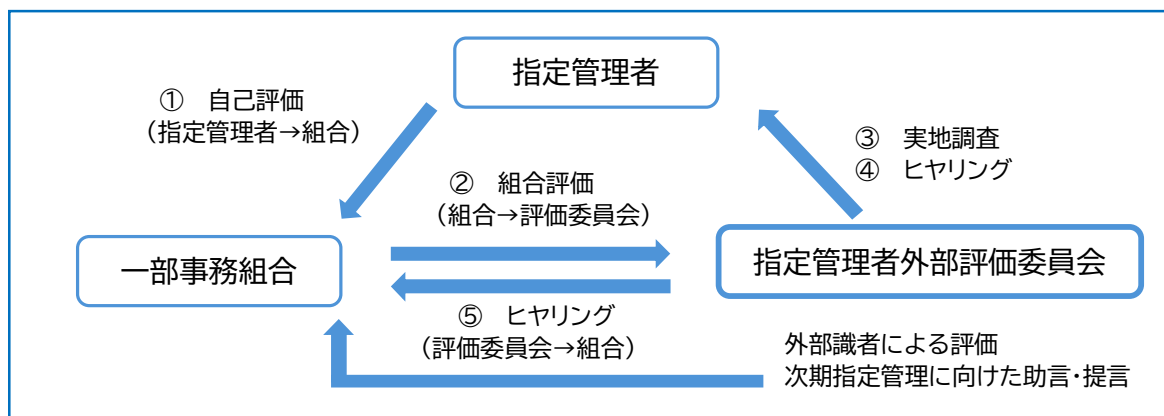 指定管理者
①　自己評価
（指定管理者→組合）
③　実地調査
④　ヒヤリング
②　組合評価
（組合→評価委員会）
一部事務組合
指定管理者外部評価委員会
⑤　ヒヤリング
（評価委員会→組合）
外部識者による評価
次期指定管理に向けた助言・提言